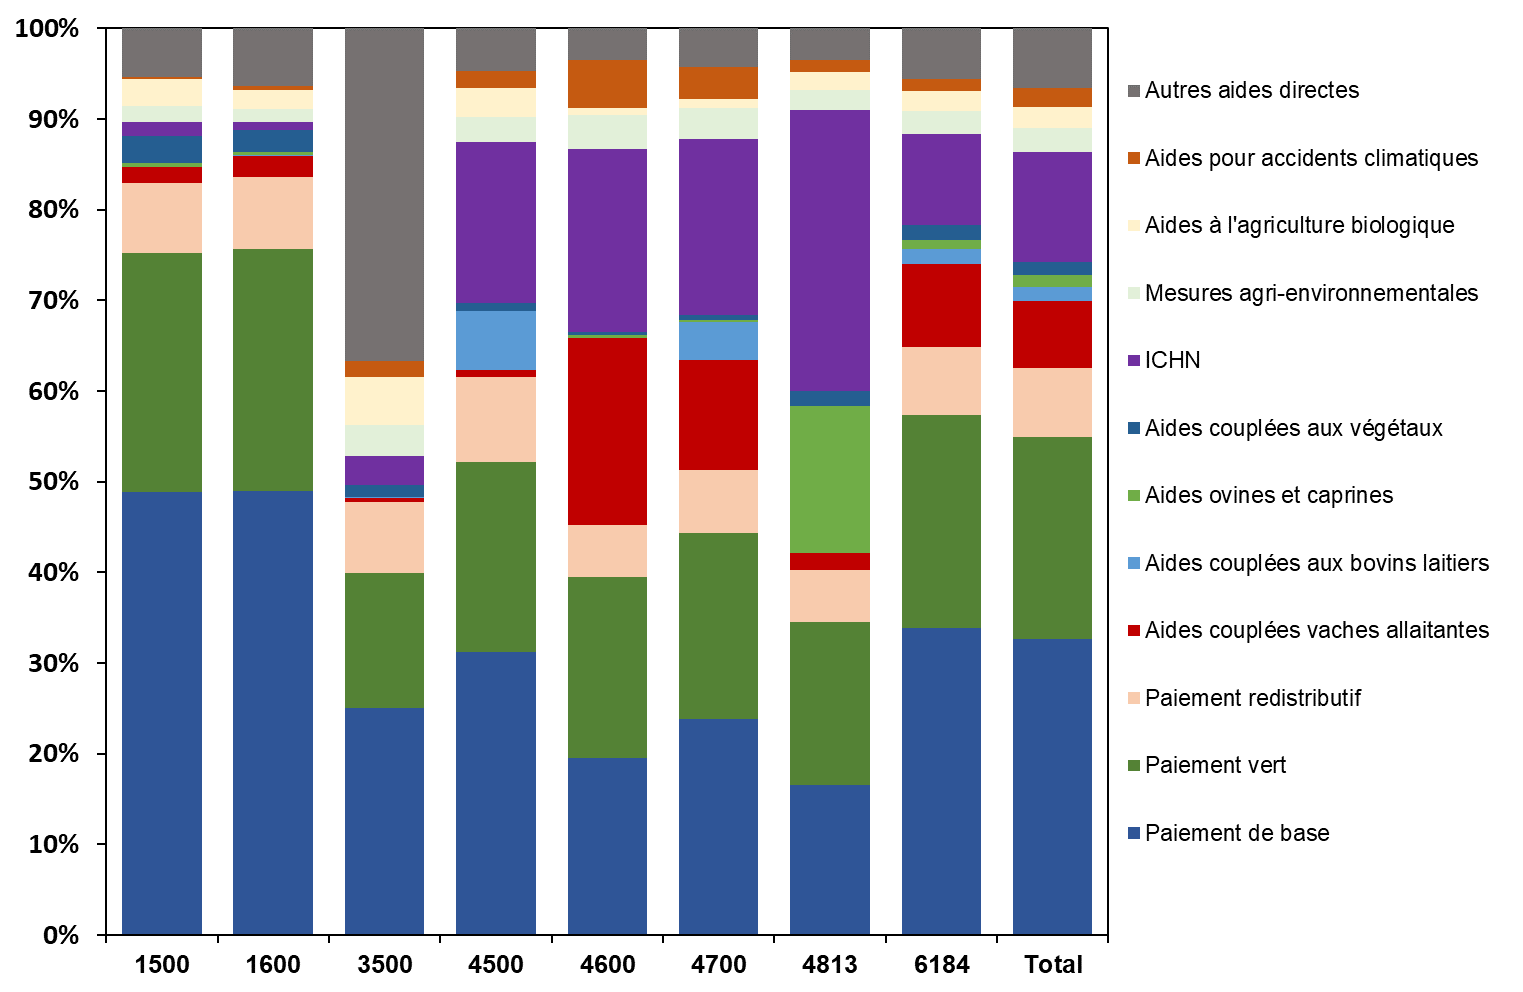 100%
90%
80%
70%
60%
50%
40%
30%
20%
10%
0%
1500 1600 3500 4500 4600 4700 4813 6184 Total
Autres aides directes
Aides pour accidents climatiques
Aides à l'agriculture biologique
Mesures agri-environnementales
ICHN
Aides couplées aux végétaux
Aides ovines et caprines
Aides couplées aux bovins laitiers
Aides couplées vaches allaitantes
Paiement redistributif
Paiement vert
Paiement de base